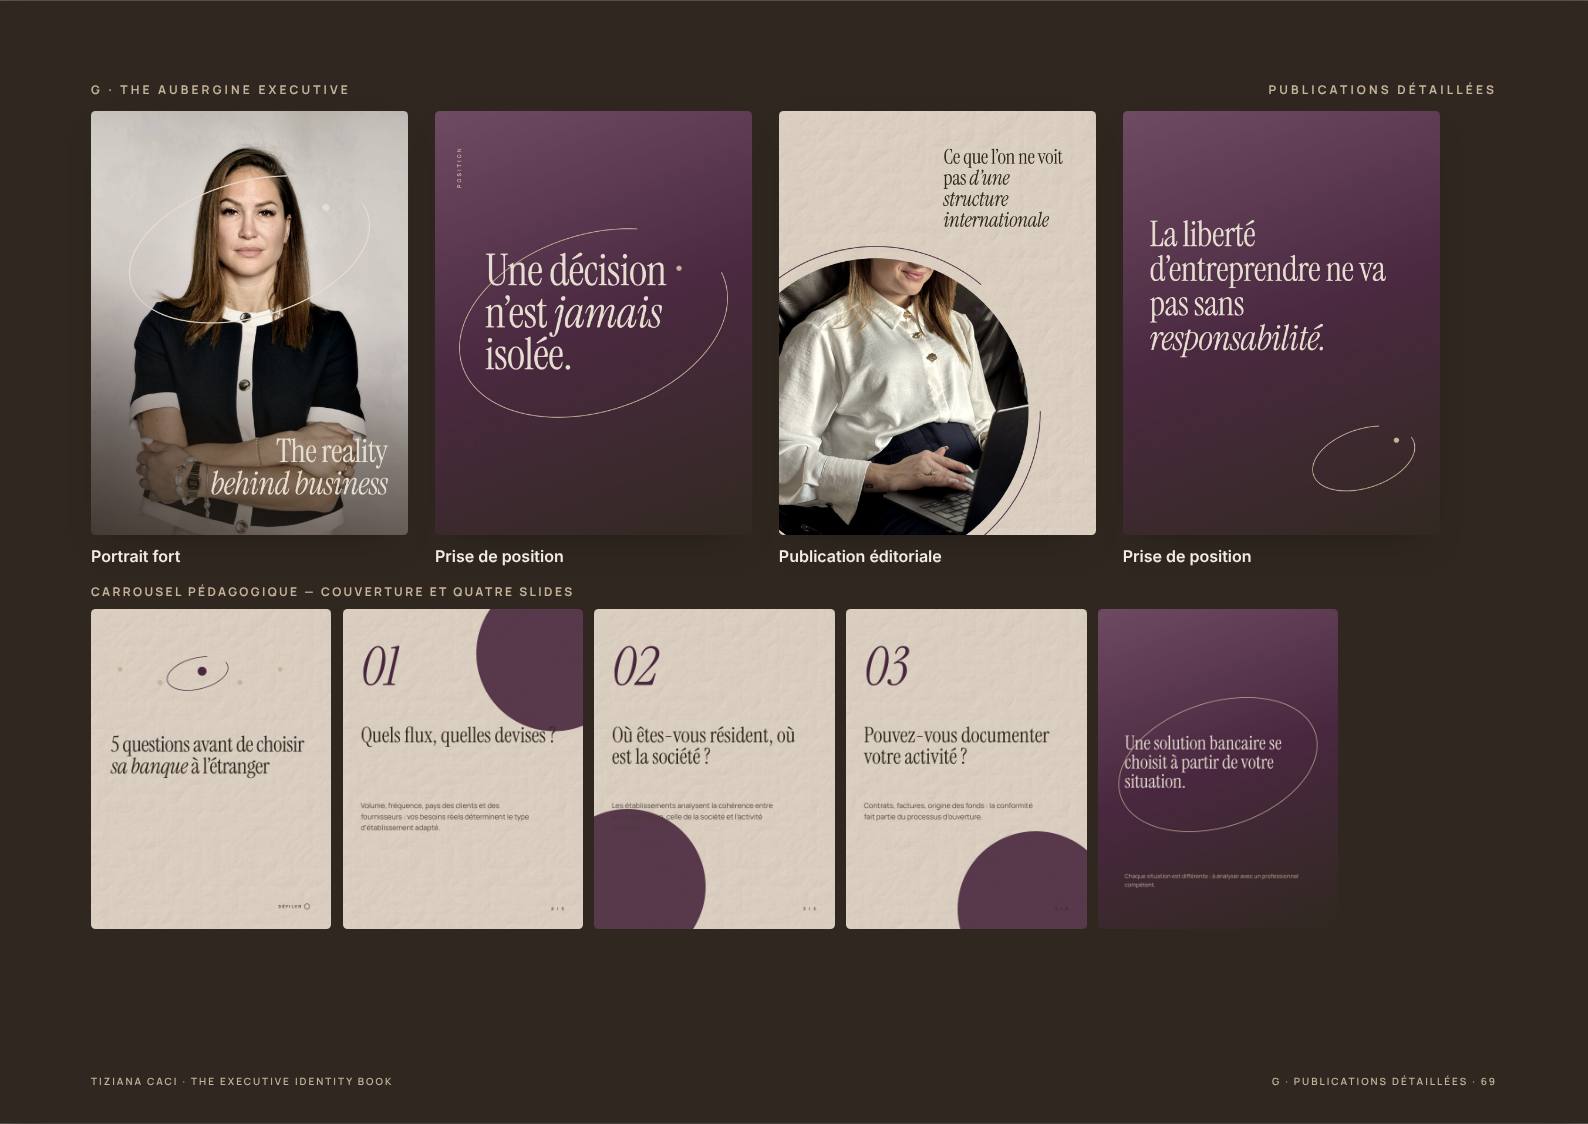 G · THE AUBERGINE EXECUTIVE
PUBLICATIONS DÉTAILLÉES
The reality
behind business
POSITION
Une décision
n’est jamais
isolée.
Ce que l’on ne voit
pas d’une
structure
internationale
La liberté
d’entreprendre ne va
pas sans
responsabilité.
Portrait fort
Prise de position
Publication éditoriale
Prise de position
CARROUSEL PÉDAGOGIQUE — COUVERTURE ET QUATRE SLIDES
5 questions avant de choisir
sa banque à l’étranger
DÉFILER
01
Quels flux, quelles devises ?
Volume, fréquence, pays des clients et des
fournisseurs : vos besoins réels déterminent le type
d’établissement adapté.
02
Où êtes-vous résident, où
est la société ?
Les établissements analysent la cohérence entre
celle de la société et l’activité
03
Pouvez-vous documenter
votre activité ?
Contrats, factures, origine des fonds : la conformité
fait partie du processus d’ouverture.
Une solution bancaire se
choisit à partir de votre
situation.
Chaque situation est différente : à analyser avec un professionnel
compétent.
TIZIANA CACI · THE EXECUTIVE IDENTITY BOOK
G · PUBLICATIONS DÉTAILLÉES · 69